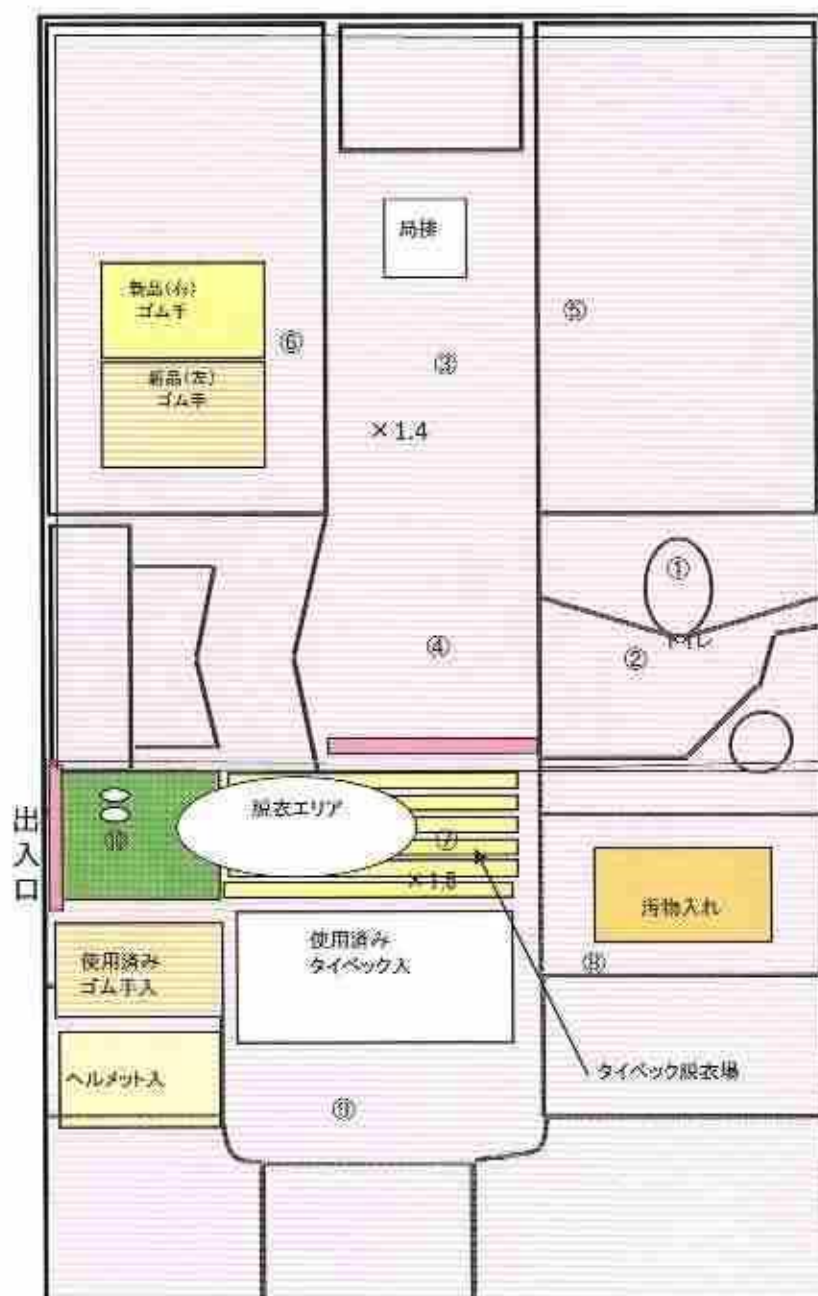 局排
新品(右)
ゴム手
⑥
新品(左)
ゴム手
③
⑤
×1.4
①
トイレ
②
④
出入口
⑩
脱衣エリア
⑦
×1.8
汚物入れ
⑧
使用済み
ゴム手入
使用済み
タイベック入
タイベック脱衣場
ヘルメット入
⑨